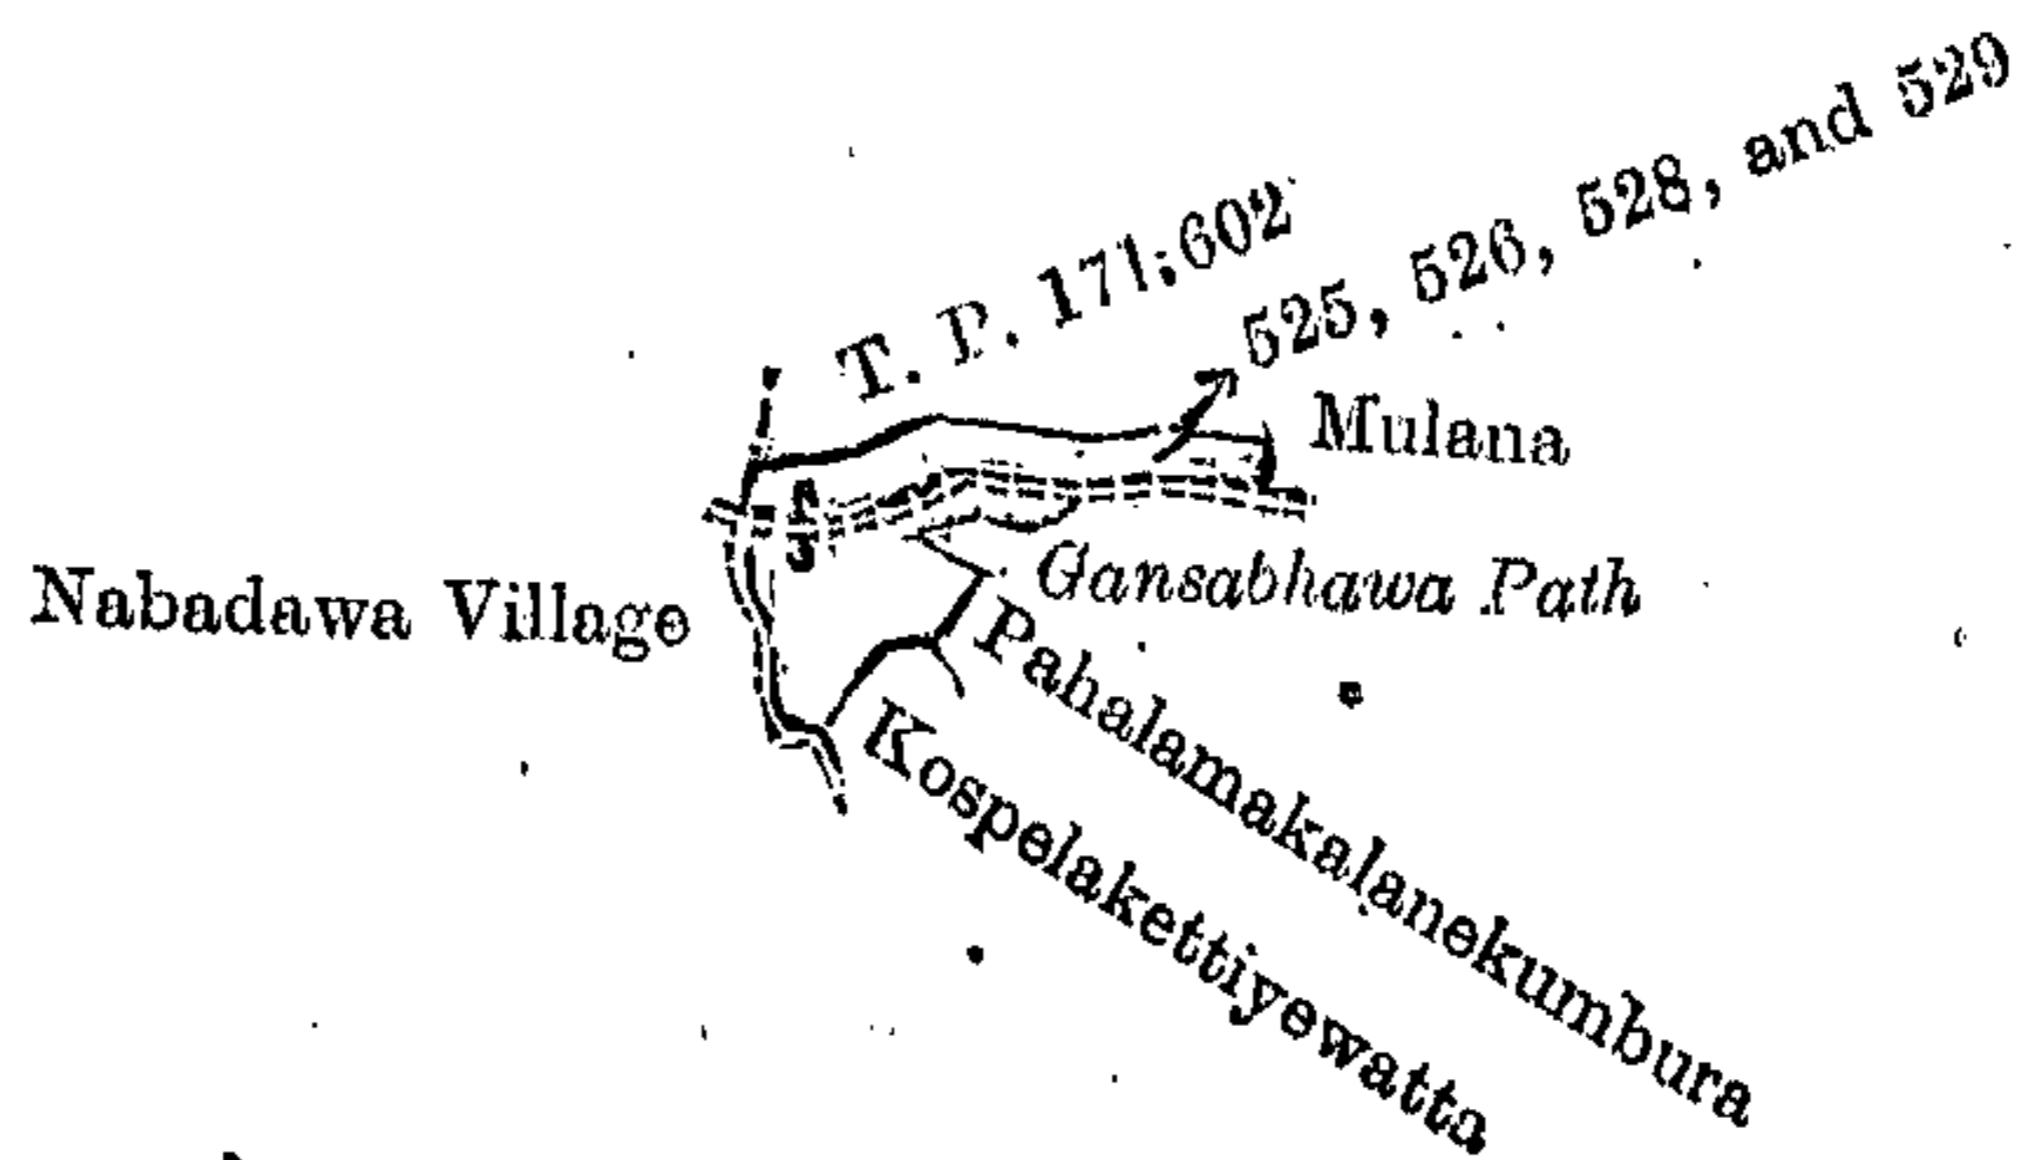 T. P. 171,602
525, 526, 528, and 529
Mulana
Nabadawa Village
Gansabhawa Path
Pahalamakalanekumbura
Kospelakettiyewatta